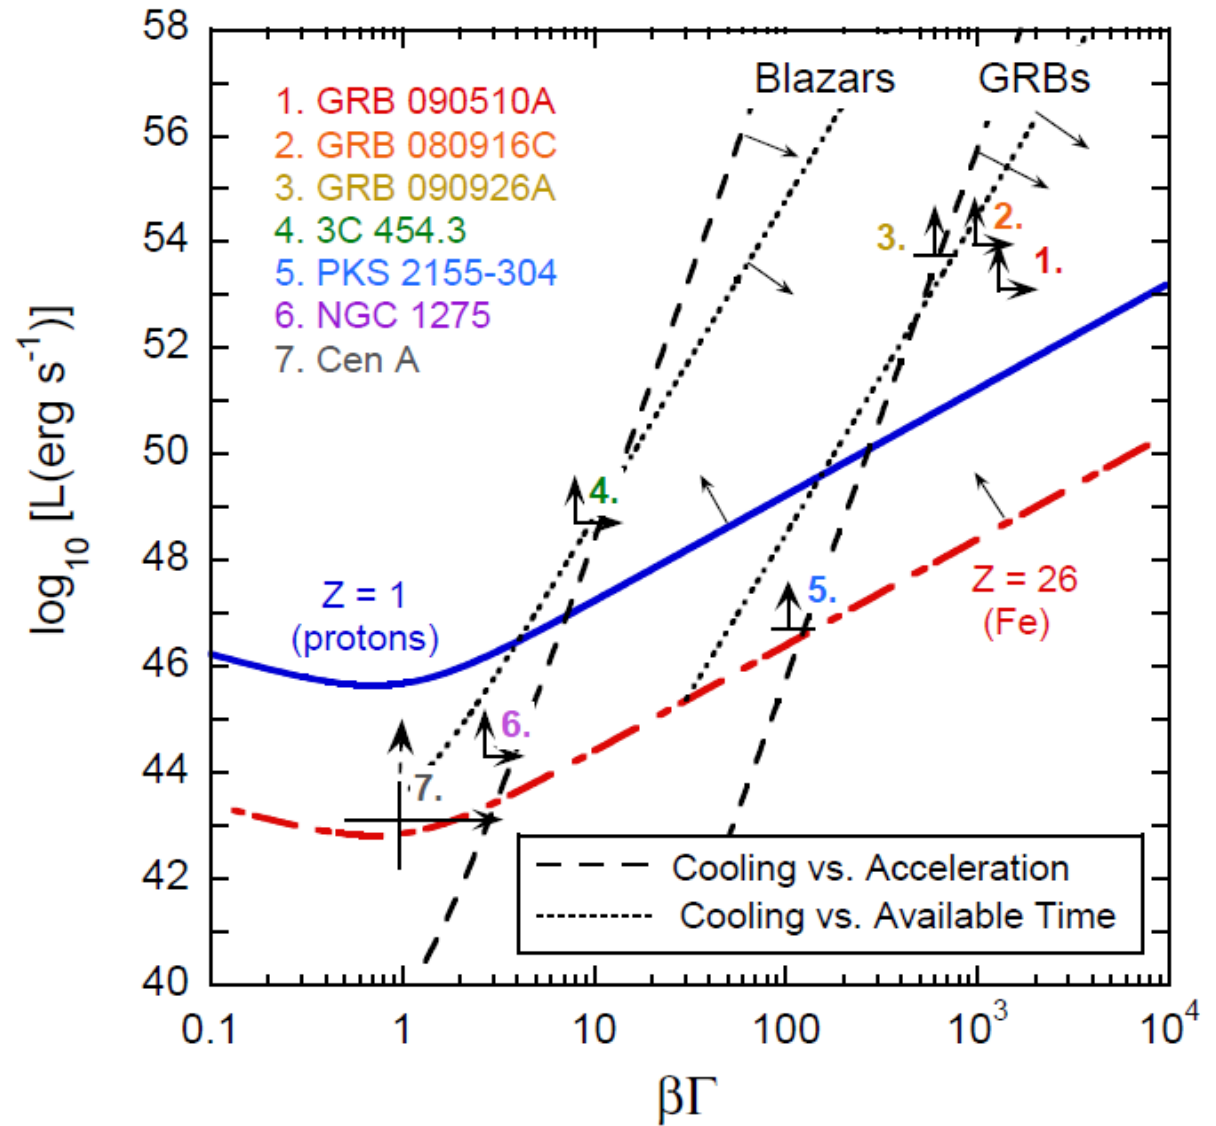 58
56
54
52
50
48
46
44
42
40
log₁₀ [L(erg s⁻¹)]
Blazars
GRBs
1. GRB 090510A
2. GRB 080916C
3. GRB 090926A
4. 3C 454.3
5. PKS 2155-304
6. NGC 1275
7. Cen A
3.
2.
1.
4.
5.
6.
7.
Z = 1
(protons)
Z = 26
(Fe)
Cooling vs. Acceleration
Cooling vs. Available Time
0.1
1
10
100
10³
10⁴
βΓ